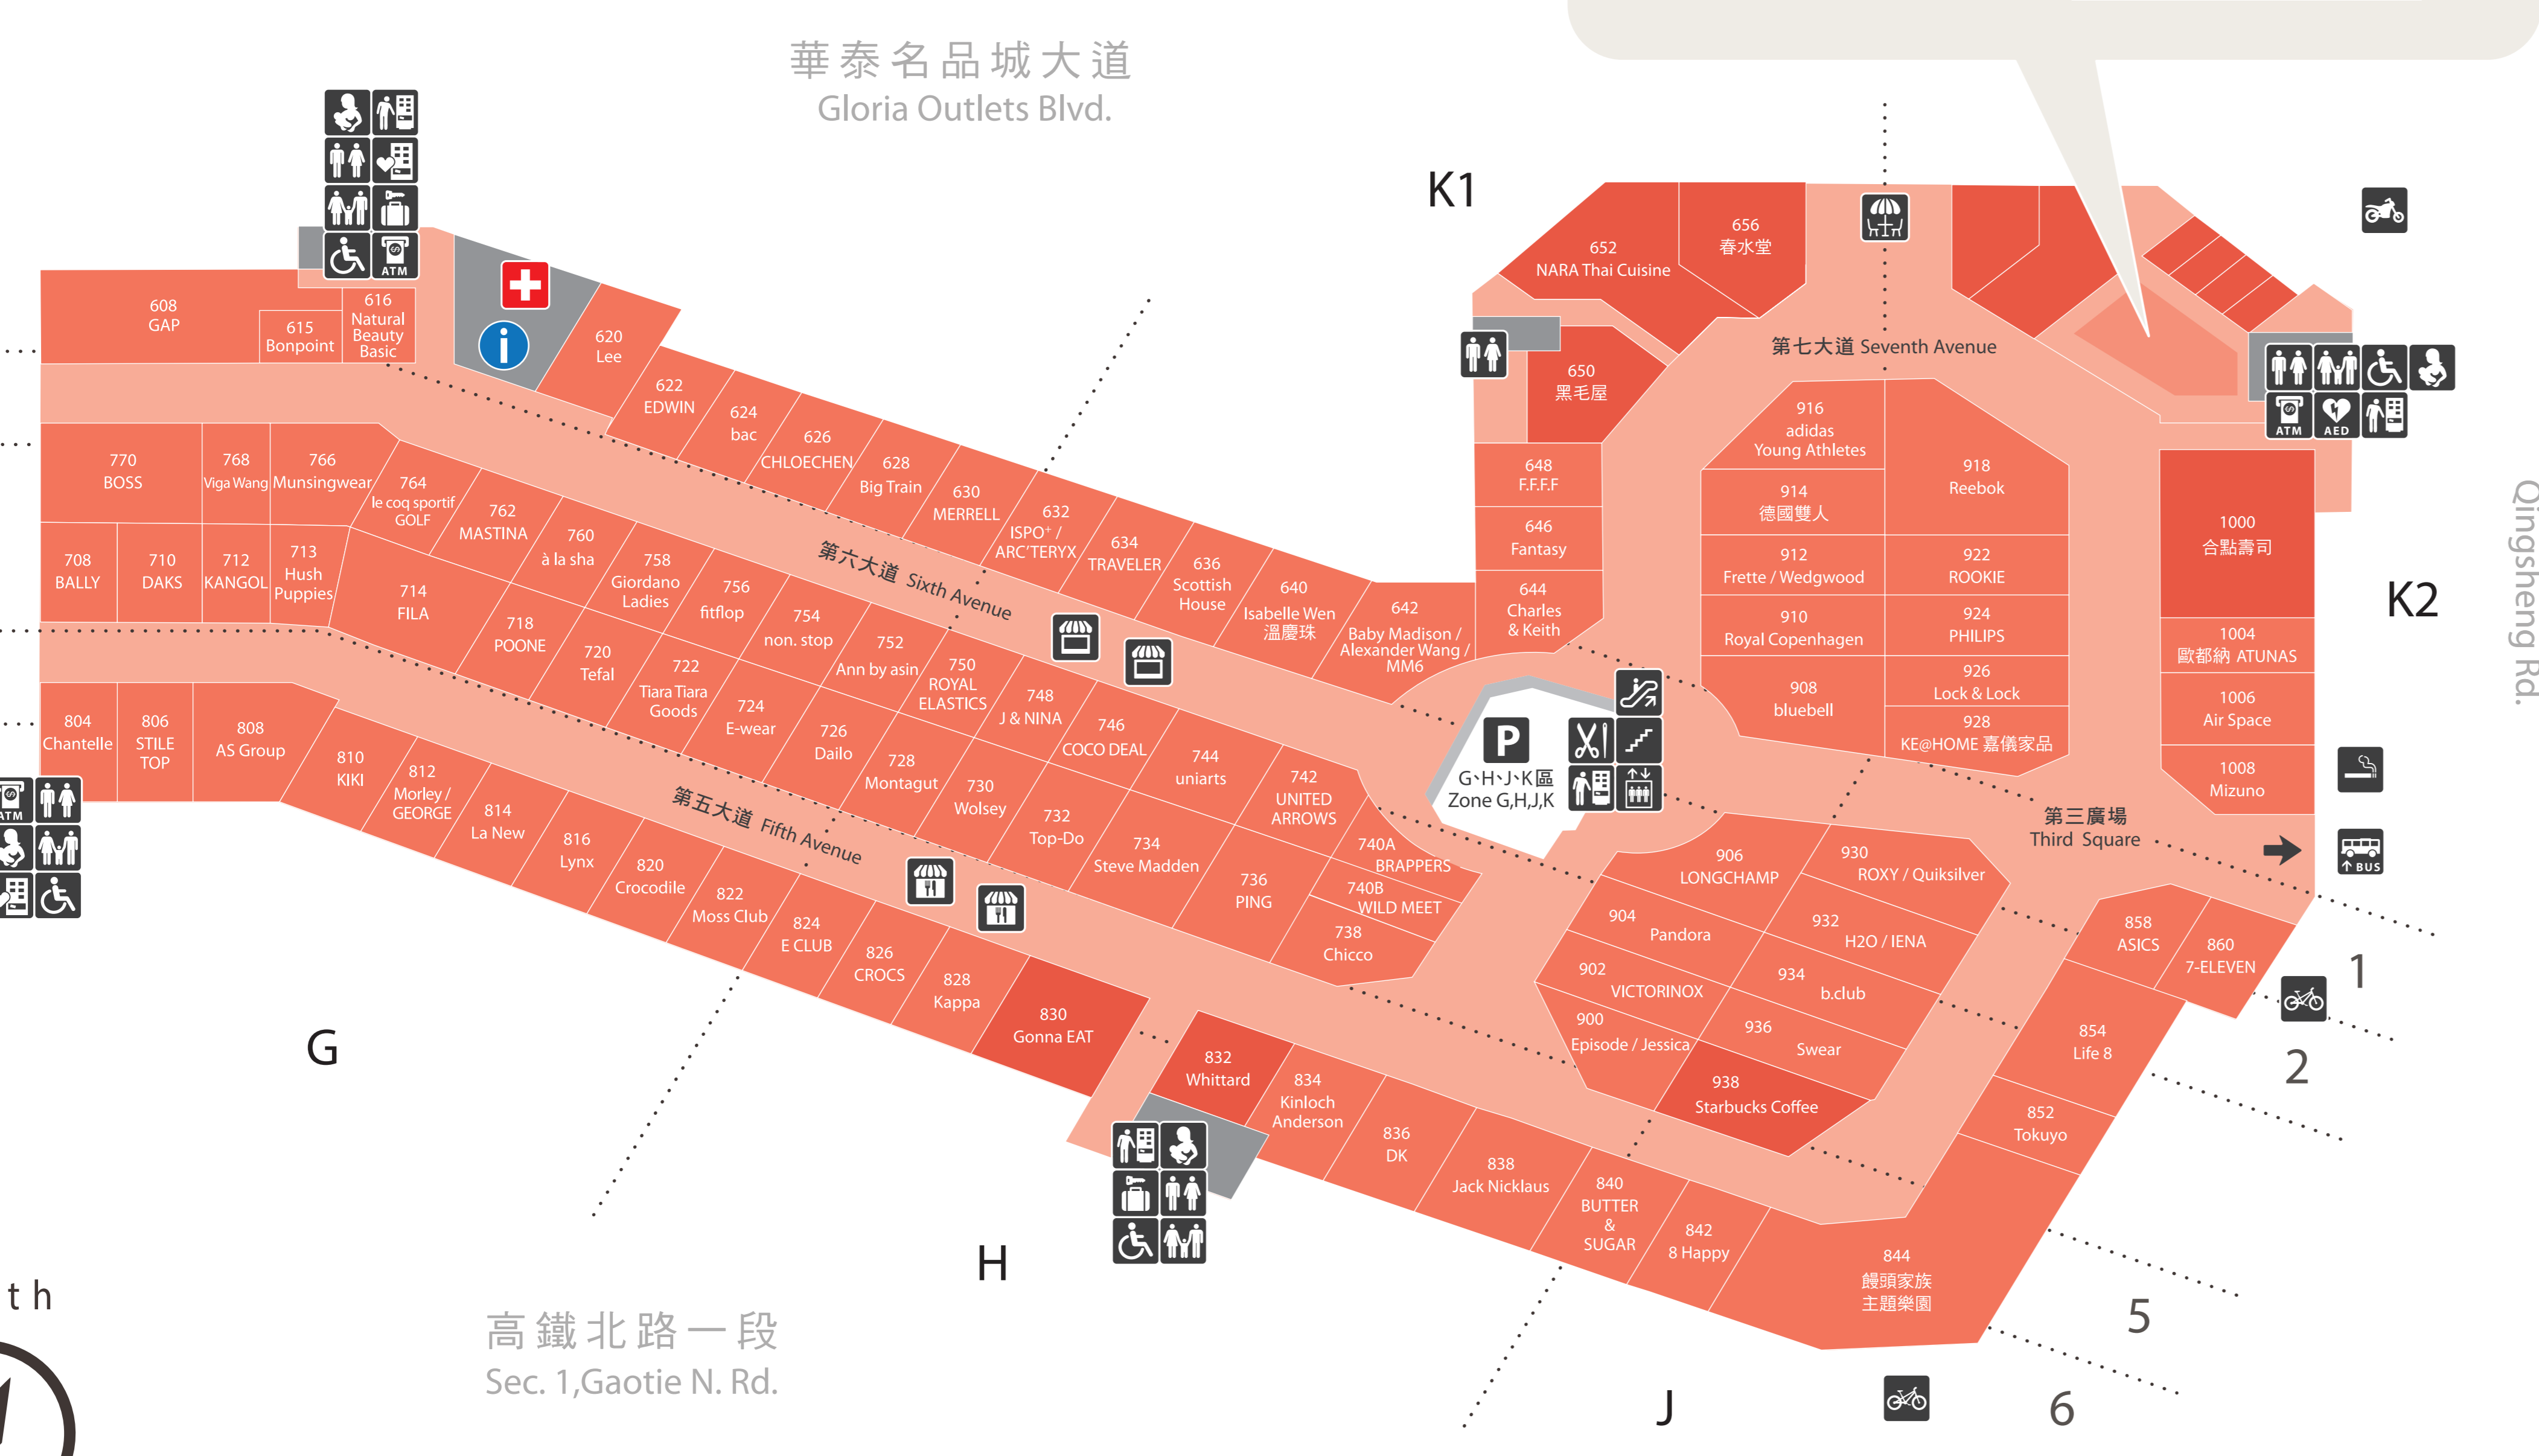 華泰名品城大道
Gloria Outlets Blvd.
ATM
608
GAP
615
Bonpoint
616
Natural
Beauty
Basic
i
620
Lee
622
EDWIN
624
bac
626
CHLOECHEN
628
Big Train
630
MERRELL
632
ISPO+ /
ARC'TERYX
634
TRAVELER
636
Scottish
House
640
Isabelle Wen
溫慶珠
642
Baby Madison /
Alexander Wang /
MM6
644
Charles
& Keith
646
Fantasy
648
F.F.F.F
650
黑毛屋
652
NARA Thai Cuisine
656
春水堂
K1
第七大道 Seventh Avenue
916
adidas
Young Athletes
914
德國雙人
912
Frette / Wedgwood
910
Royal Copenhagen
908
bluebell
918
Reebok
922
ROOKIE
924
PHILIPS
926
Lock & Lock
928
KE@HOME 嘉儀家品
ATM
AED
1000
合點壽司
1004
歐都納 ATUNAS
1006
Air Space
1008
Mizuno
K2
Qingsheng Rd.
第三廣場
Third Square
BUS
770
BOSS
768
Viga Wang
766
Munsingwear
764
le coq sportif
GOLF
762
MASTINA
760
à la sha
758
Giordano
Ladies
756
fitflop
754
non. stop
752
Ann by asin
750
ROYAL
ELASTICS
748
J & NINA
746
COCO DEAL
744
uniarts
742
UNITED
ARROWS
740A
BRAPPERS
740B
WILD MEET
738
Chicco
第六大道 Sixth Avenue
708
BALLY
710
DAKS
712
KANGOL
713
Hush
Puppies
714
FILA
718
POONE
720
Tefal
722
Tiara Tiara
Goods
724
E-wear
726
Dailo
728
Montagut
730
Wolsey
732
Top-Do
734
Steve Madden
736
PING
P
G、H、J、K區
Zone G,H,J,K
第五大道 Fifth Avenue
804
Chantelle
806
STILE
TOP
808
AS Group
810
KIKI
812
Morley /
GEORGE
814
La New
816
Lynx
820
Crocodile
822
Moss Club
824
E CLUB
826
CROCS
828
Kappa
830
Gonna EAT
832
Whittard
834
Kinloch
Anderson
836
DK
838
Jack Nicklaus
840
BUTTER
&
SUGAR
842
8 Happy
844
饅頭家族
主題樂園
852
Tokuyo
854
Life 8
858
ASICS
860
7-ELEVEN
906
LONGCHAMP
904
Pandora
902
VICTORINOX
900
Episode / Jessica
930
ROXY / Quiksilver
932
H2O / IENA
934
b.club
936
Swear
938
Starbucks Coffee
ATM
G
H
J
1
2
5
6
th
高鐵北路一段
Sec. 1,Gaotie N. Rd.